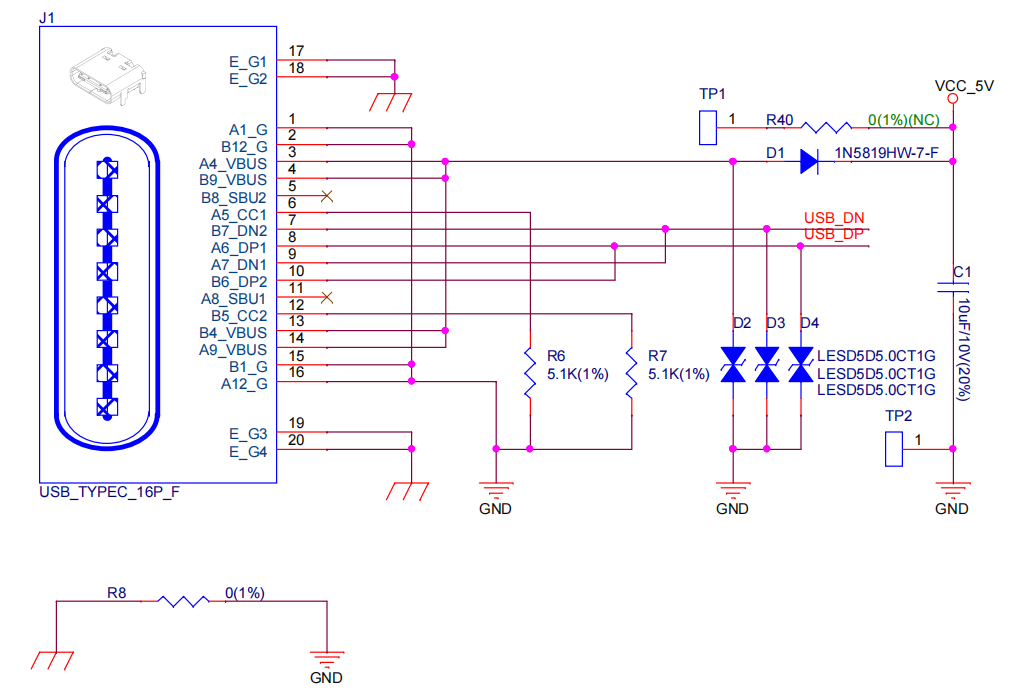 J1
17
E_G1
18
E_G2
1
A1_G
2
B12_G
3
A4_VBUS
4
B9_VBUS
5
B8_SBU2
6
A5_CC1
7
B7_DN2
8
A6_DP1
9
A7_DN1
10
B6_DP2
11
A8_SBU1
12
B5_CC2
13
B4_VBUS
14
A9_VBUS
15
B1_G
16
A12_G
19
E_G3
20
E_G4
USB_TYPEC_16P_F
VCC_5V
TP1
1
R40
0(1%)(NC)
D1
1N5819HW-7-F
USB_DN
USB_DP
C1
10uF/10V(20%)
D2
D3
D4
LESD5D5.0CT1G
LESD5D5.0CT1G
LESD5D5.0CT1G
R6
5.1K(1%)
R7
5.1K(1%)
TP2
1
GND
GND
GND
R8
0(1%)
GND